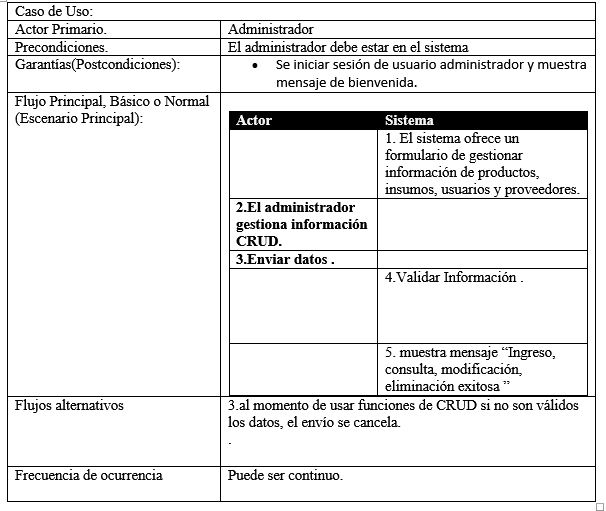 Caso de Uso:
Actor Primario. Administrador
Precondiciones. El administrador debe estar en el sistema
Garantías(Postcondiciones): • Se iniciar sesión de usuario administrador y muestra
mensaje de bienvenida.
Flujo Principal, Básico o Normal
(Escenario Principal):
Actor Sistema
1. El sistema ofrece un
formulario de gestionar
información de productos,
insumos, usuarios y proveedores.
2.El administrador
gestiona información
CRUD.
3.Enviar datos .
4.Validar Información .
5. muestra mensaje “Ingreso,
consulta, modificación,
eliminación exitosa ”
Flujos alternativos 3.al momento de usar funciones de CRUD si no son válidos
los datos, el envío se cancela.
.
Frecuencia de ocurrencia Puede ser continuo.